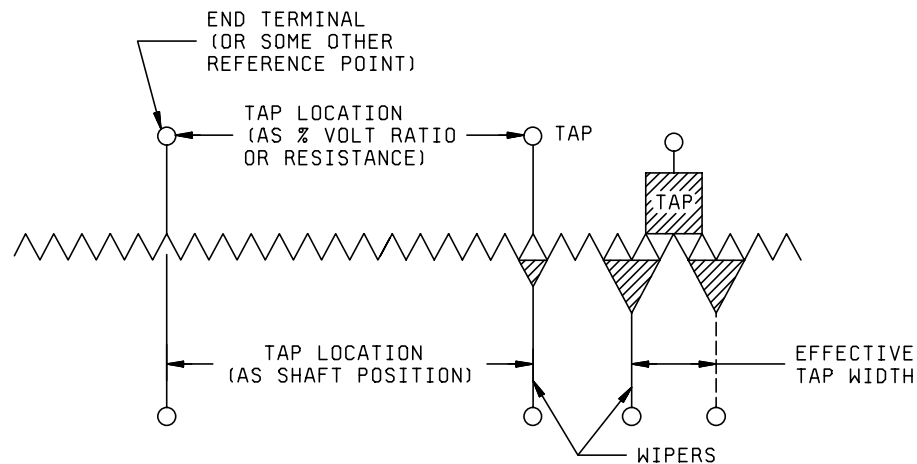 END TERMINAL
(OR SOME OTHER
REFERENCE POINT)
TAP LOCATION
(AS % VOLT RATIO
OR RESISTANCE)
TAP
TAP
TAP LOCATION
(AS SHAFT POSITION)
EFFECTIVE
TAP WIDTH
WIPERS